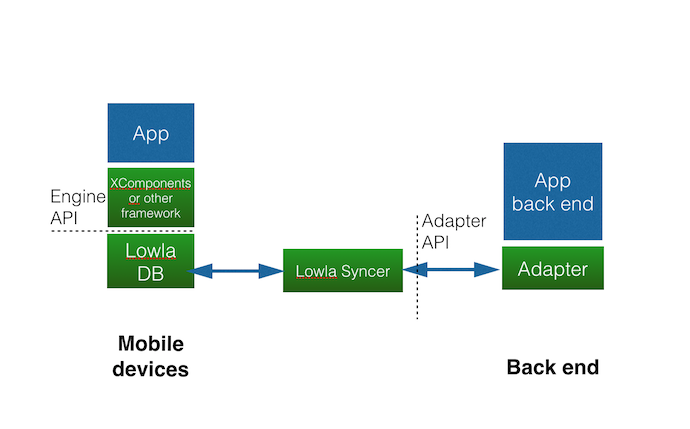 App
XComponents
or other
framework
Engine
API
Lowla
DB
Lowla Syncer
Adapter
API
App
back end
Adapter
Mobile
devices
Back end